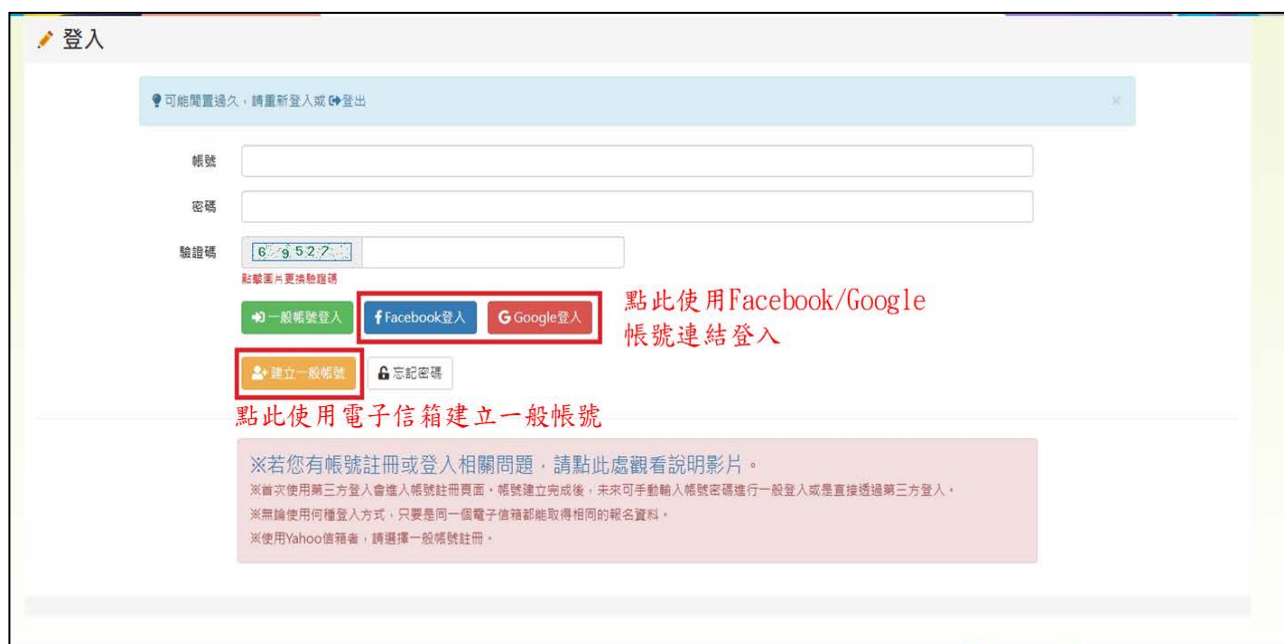 登入
可能閒置過久，請重新登入或登出
×
帳號
密碼
驗證碼
69527
點擊圖片更換驗證碼
一般帳號登入
Facebook登入
Google登入
點此使用Facebook/Google
帳號連結登入
建立一般帳號
忘記密碼
點此使用電子信箱建立一般帳號
※若您有帳號註冊或登入相關問題，請點此處觀看說明影片。
※首次使用第三方登入會進入帳號註冊頁面。帳號建立完成後，未來可手動輸入帳號密碼進行一般登入或是直接透過第三方登入。
※無論使用何種登入方式，只要是同一個電子信箱都能取得相同的報名資料。
※使用Yahoo信箱者，請選擇一般帳號註冊。